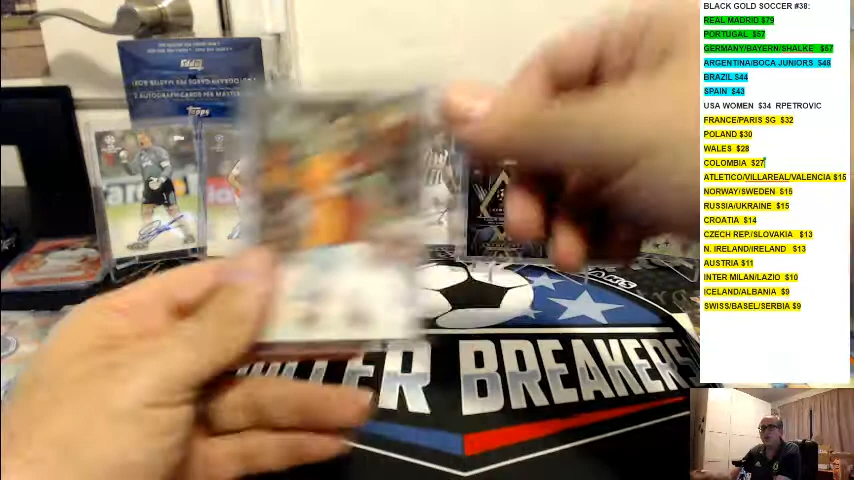 BLACK GOLD SOCCER #38:
REAL MADRID $79
PORTUGAL $57
GERMANY/BAYERN/SHALKE $57
ARGENTINA/BOCA JUNIORS $48
BRAZIL $44
SPAIN $43
USA WOMEN $34 RPETROVIC
FRANCE/PARIS SG $32
POLAND $30
WALES $28
COLOMBIA $27
ATLETICO/VILLAREAL/VALENCIA $15
NORWAY/SWEDEN $15
RUSSIA/UKRAINE $15
CROATIA $14
CZECH REP./SLOVAKIA $13
N. IRELAND/IRELAND $13
AUSTRIA $11
INTER MILAN/LAZIO $10
ICELAND/ALBANIA $9
SWISS/BASEL/SERBIA $9
Topps
BREAKERS